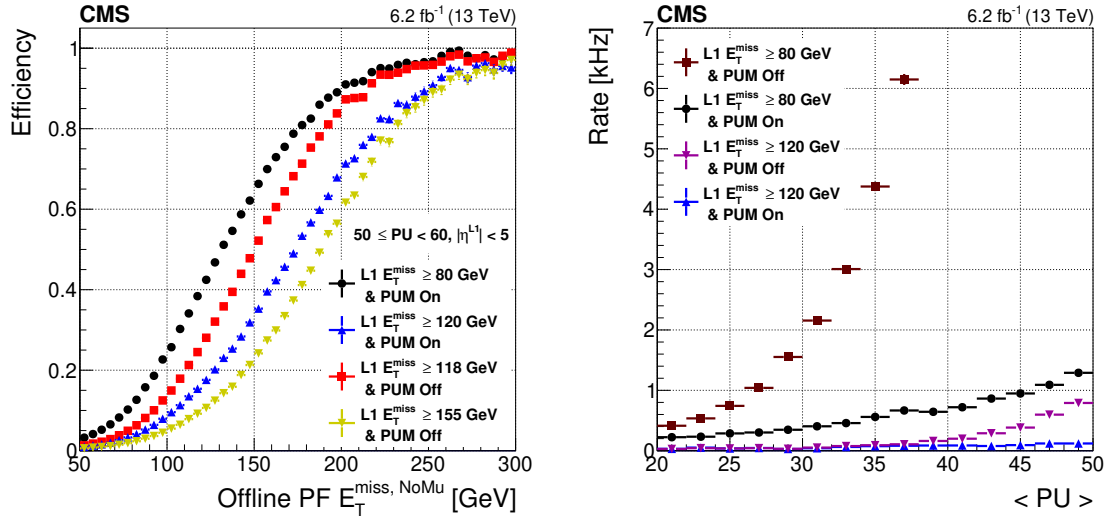 CMS 6.2 fb⁻¹ (13 TeV)
Efficiency
1
0.8
0.6
0.4
0.2
0
50 ≤ PU < 60, |η^L1| < 5
L1 E_T^miss ≥ 80 GeV
& PUM On
L1 E_T^miss ≥ 120 GeV
& PUM On
L1 E_T^miss ≥ 118 GeV
& PUM Off
L1 E_T^miss ≥ 155 GeV
& PUM Off
50 100 150 200 250 300
Offline PF E_T^miss, NoMu [GeV]
CMS 6.2 fb⁻¹ (13 TeV)
Rate [kHz]
7
6
5
4
3
2
1
0
L1 E_T^miss ≥ 80 GeV
& PUM Off
L1 E_T^miss ≥ 80 GeV
& PUM On
L1 E_T^miss ≥ 120 GeV
& PUM Off
L1 E_T^miss ≥ 120 GeV
& PUM On
20 25 30 35 40 45 50
< PU >